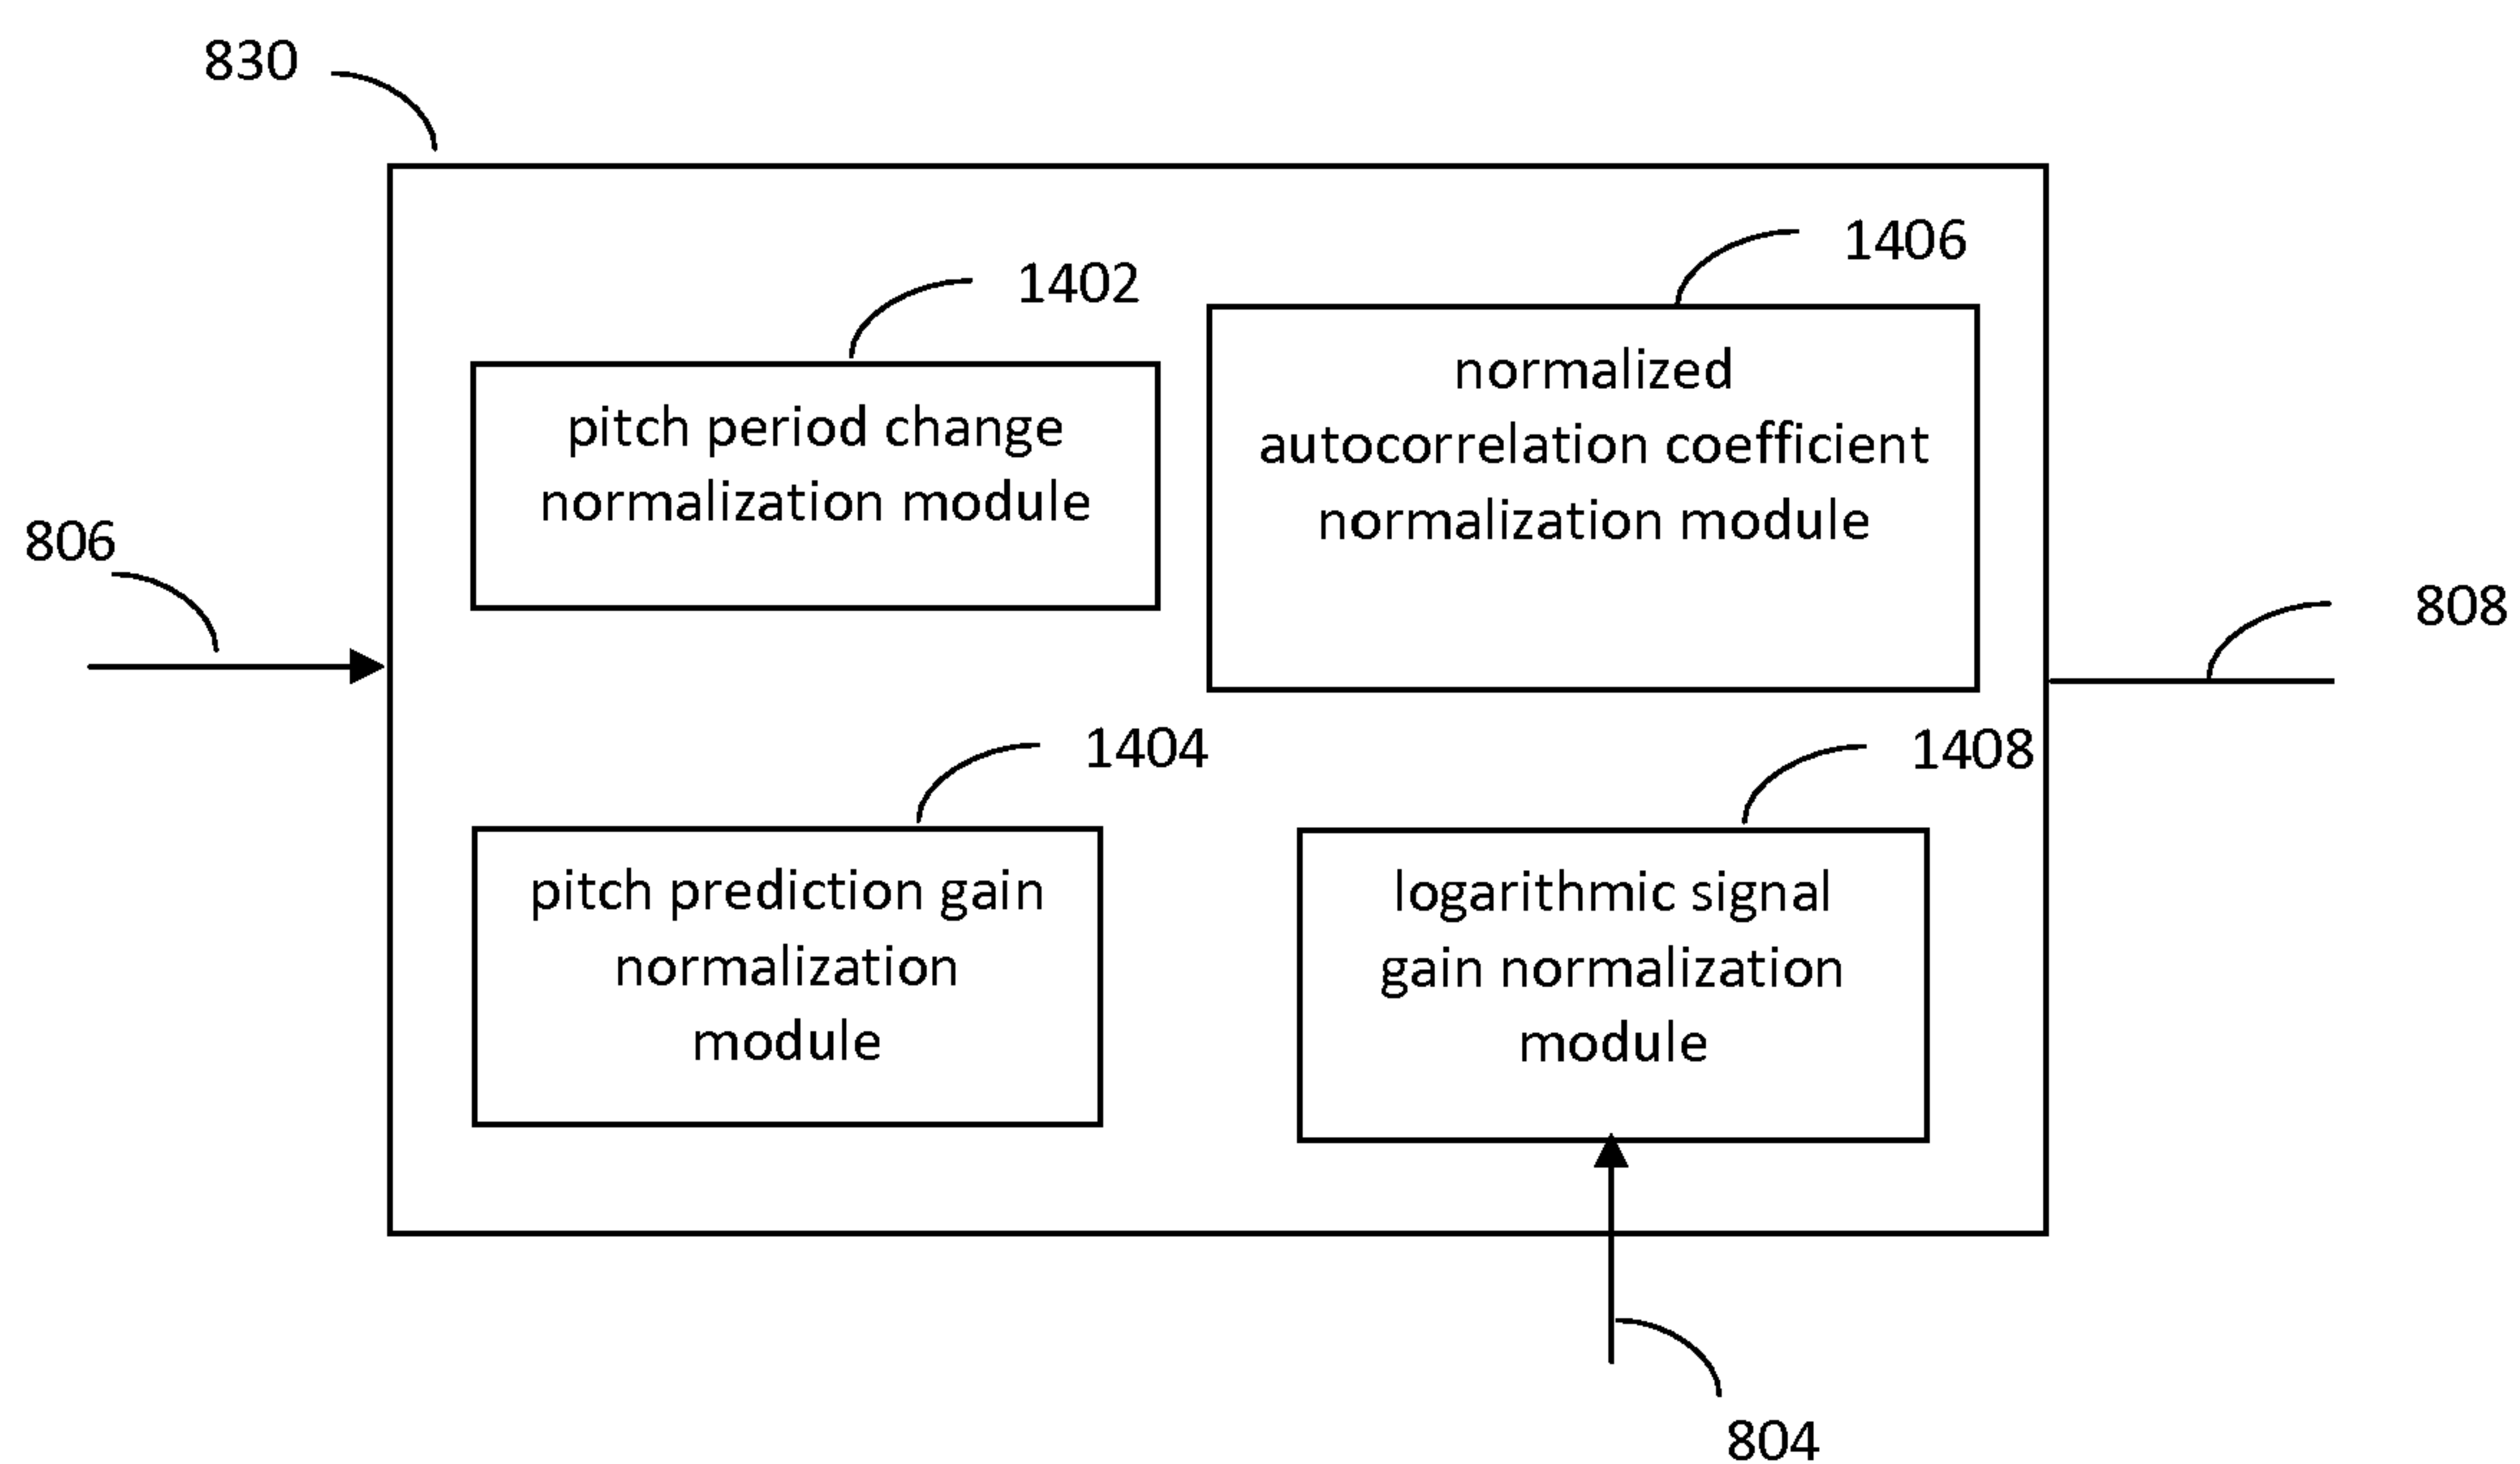 830
1406
1402
normalized
autocorrelation coefficient
normalization module
pitch period change
normalization module
806
808
1404
1408
pitch prediction gain
normalization
module
logarithmic signal
gain normalization
module
804